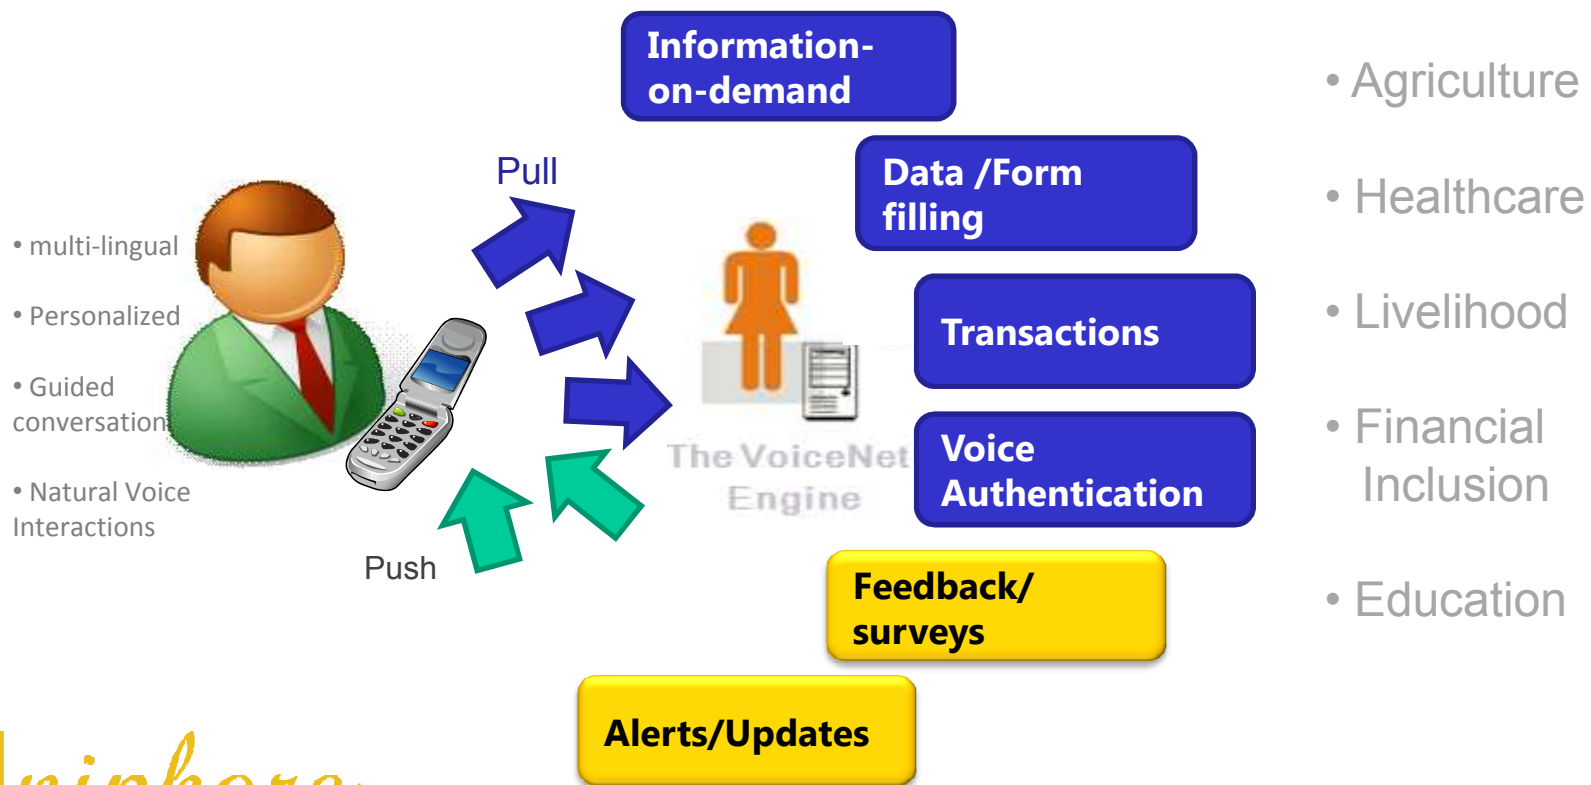 Information-
on-demand
Pull
Data /Form
filling
• multi-lingual
• Personalized
• Guided
conversation
• Natural Voice
Interactions
Transactions
The VoiceNet
Engine
Voice
Authentication
Push
Feedback/
surveys
Alerts/Updates
• Agriculture
• Healthcare
• Livelihood
• Financial
Inclusion
• Education